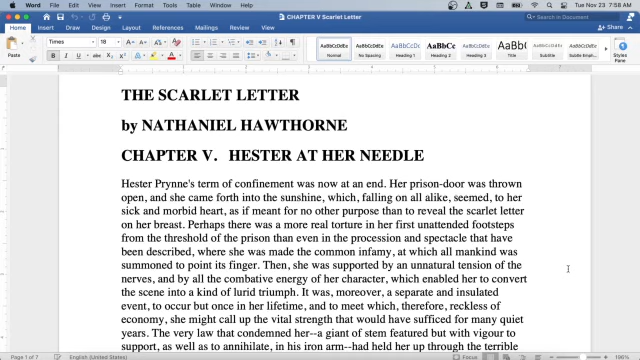 Word File Edit View Insert Format Tools Table Window Help
Tue Nov 23 7:58 AM
CHAPTER V Scarlet Letter
Search in Document
Home Insert Draw Design Layout References Mailings Review View
Share
Paste
Times 18
AaBbCcDdEe AaBbCcDdEe AaBbCcDc AaBbCc AaBbCcDdE AaBbC AaBbCcDdEe AaBbCcDdEe AaBbCcDdEe
Normal No Spacing Heading 1 Heading 2 Heading 3 Title Subtitle Subtle Emph...
THE SCARLET LETTER
by NATHANIEL HAWTHORNE
CHAPTER V. HESTER AT HER NEEDLE
Hester Prynne's term of confinement was now at an end. Her prison-door was thrown
open, and she came forth into the sunshine, which, falling on all alike, seemed, to her
sick and morbid heart, as if meant for no other purpose than to reveal the scarlet letter
on her breast. Perhaps there was a more real torture in her first unattended footsteps
from the threshold of the prison than even in the procession and spectacle that have
been described, where she was made the common infamy, at which all mankind was
summoned to point its finger. Then, she was supported by an unnatural tension of the
nerves, and by all the combative energy of her character, which enabled her to convert
the scene into a kind of lurid triumph. It was, moreover, a separate and insulated
event, to occur but once in her lifetime, and to meet which, therefore, reckless of
economy, she might call up the vital strength that would have sufficed for many quiet
years. The very law that condemned her--a giant of stem featured but with vigour to
support, as well as to annihilate, in his iron arm--had held her up through the terrible
English (United States)
Focus